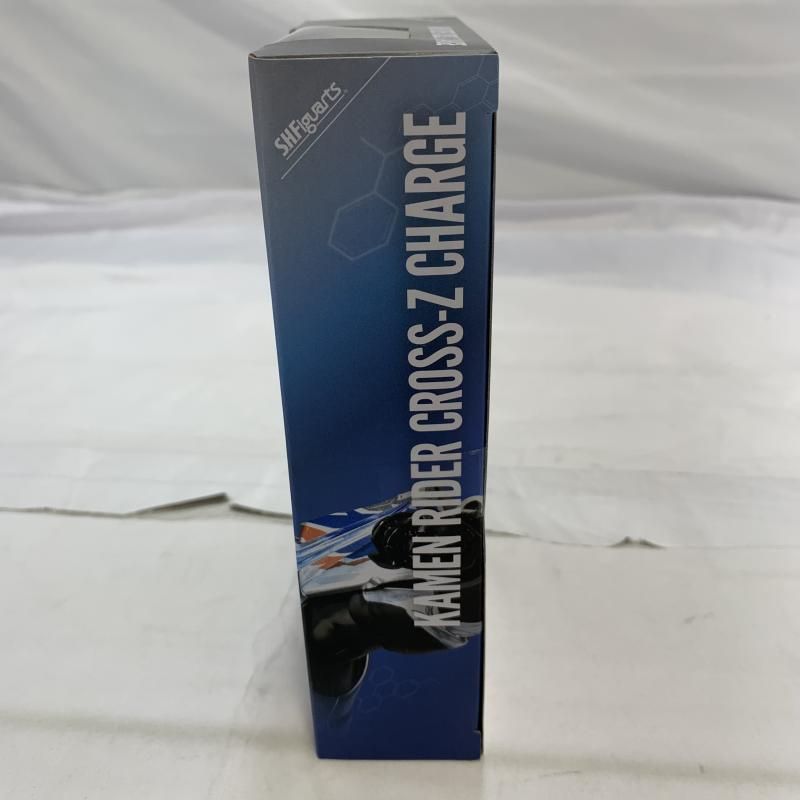 S.H.Figuarts
KAMEN RIDER CROSS-Z CHARGE